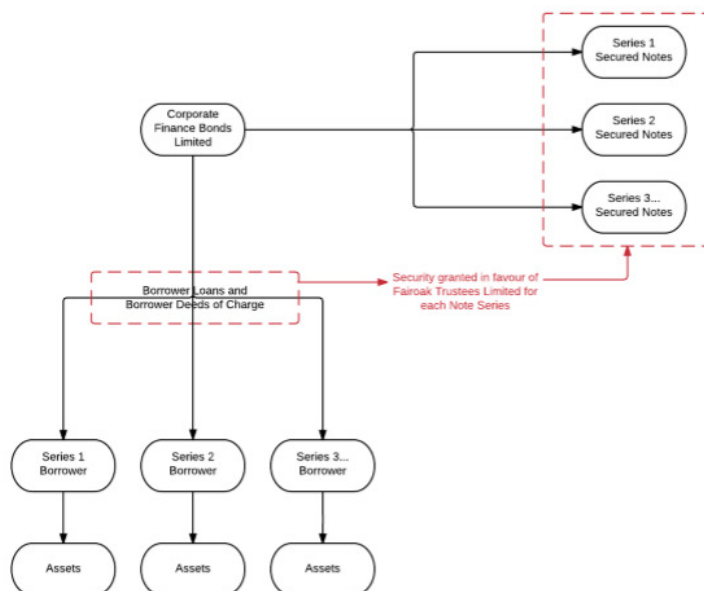 Series 1
Secured Notes
Corporate
Finance Bonds
Limited
Series 2
Secured Notes
Series 3...
Secured Notes
Borrower Loans and
Borrower Deeds of Charge
Security granted in favour of
Fairoak Trustees Limited for
each Note Series
Series 1
Borrower
Series 2
Borrower
Series 3...
Borrower
Assets
Assets
Assets